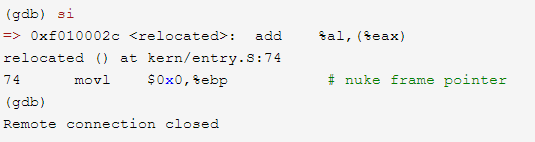 (gdb) si
=> 0xf010002c <relocated>:  add    %al,(%eax)
relocated () at kern/entry.S:74
74      movl    $0x0,%ebp           # nuke frame pointer
(gdb)
Remote connection closed